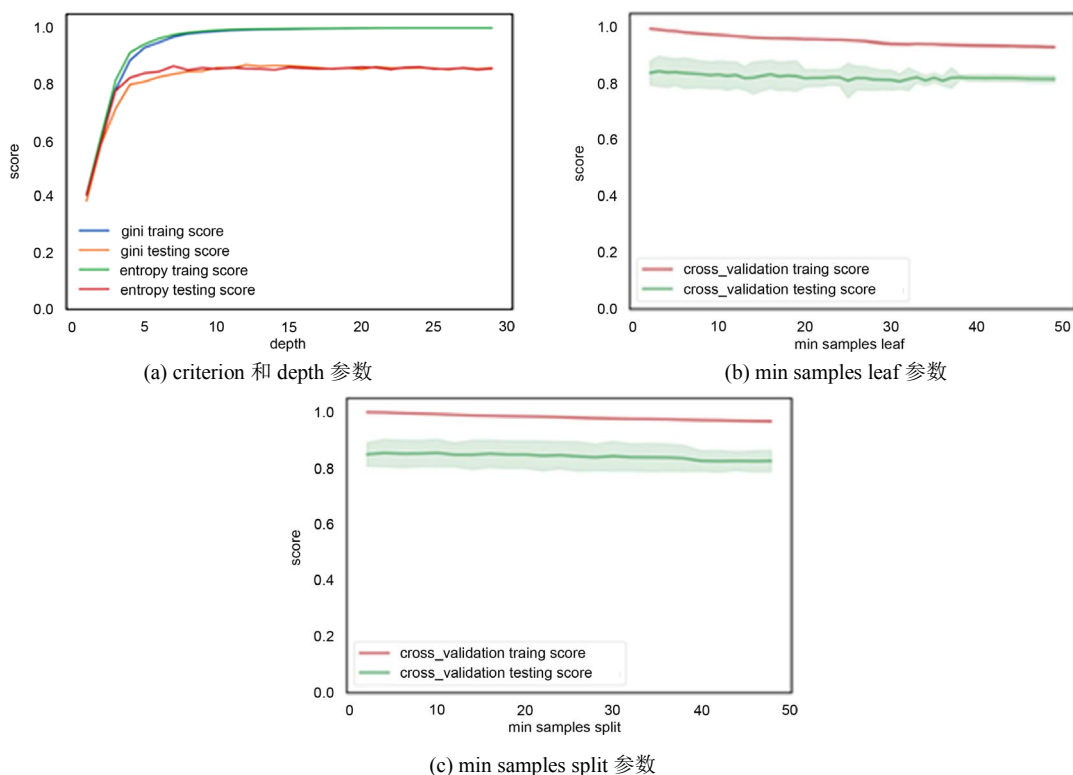 1.0
0.8
0.6
0.4
0.2
0.0
score
gini traing score
gini testing score
entropy traing score
entropy testing score
0 5 10 15 20 25 30
depth
(a) criterion 和 depth 参数
1.0
0.8
0.6
0.4
0.2
0.0
score
cross_validation traing score
cross_validation testing score
0 10 20 30 40 50
min samples leaf
(b) min samples leaf 参数
1.0
0.8
0.6
0.4
0.2
0.0
score
cross_validation traing score
cross_validation testing score
0 10 20 30 40 50
min samples split
(c) min samples split 参数